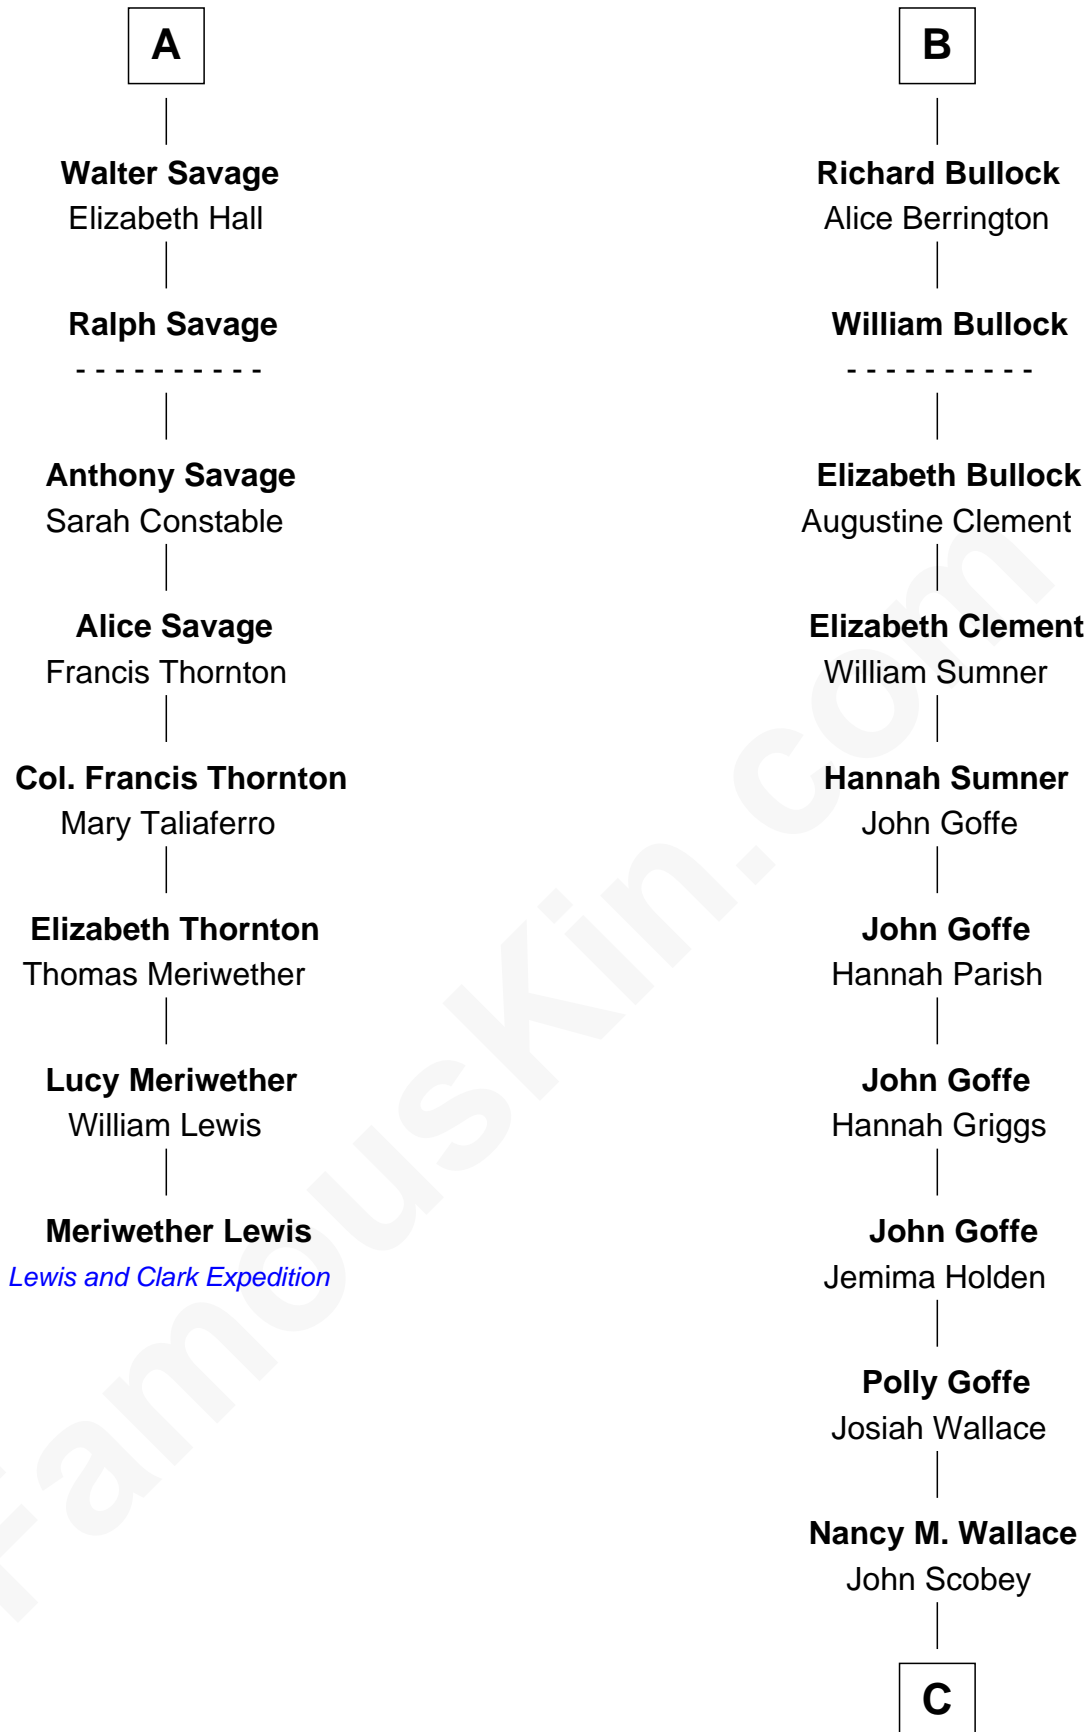 A
Walter Savage
Elizabeth Hall
Ralph Savage
- - - - - - - - - -
Anthony Savage
Sarah Constable
Alice Savage
Francis Thornton
Col. Francis Thornton
Mary Taliaferro
Elizabeth Thornton
Thomas Meriwether
Lucy Meriwether
William Lewis
Meriwether Lewis
Lewis and Clark Expedition
B
Richard Bullock
Alice Berrington
William Bullock
- - - - - - - - - -
Elizabeth Bullock
Augustine Clement
Elizabeth Clement
William Sumner
Hannah Sumner
John Goffe
John Goffe
Hannah Parish
John Goffe
Hannah Griggs
John Goffe
Jemima Holden
Polly Goffe
Josiah Wallace
Nancy M. Wallace
John Scobey
C
FamousKin.com